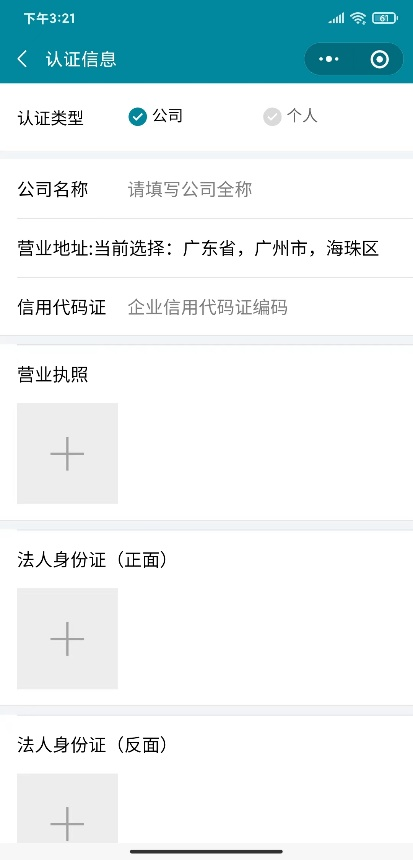 下午3:21
61
认证信息
认证类型
公司
个人
公司名称
请填写公司全称
营业地址:当前选择：广东省，广州市，海珠区
信用代码证
企业信用代码证编码
营业执照
法人身份证（正面）
法人身份证（反面）